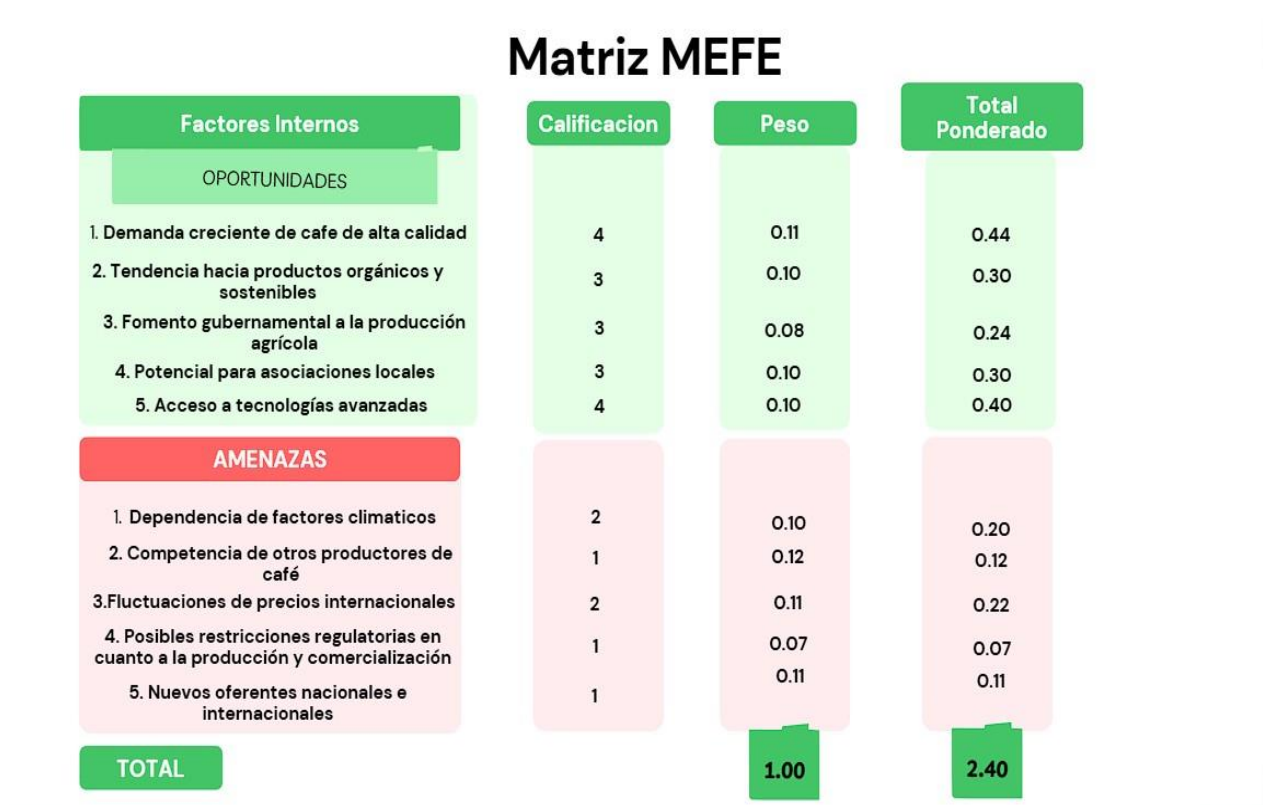 Matriz MEFE
Factores Internos
Calificacion
Peso
Total
Ponderado
OPORTUNIDADES
1. Demanda creciente de cafe de alta calidad
4
0.11
0.44
2. Tendencia hacia productos orgánicos y
sostenibles
3
0.10
0.30
3. Fomento gubernamental a la producción
agrícola
3
0.08
0.24
4. Potencial para asociaciones locales
3
0.10
0.30
5. Acceso a tecnologías avanzadas
4
0.10
0.40
AMENAZAS
1. Dependencia de factores climaticos
2
0.10
0.20
2. Competencia de otros productores de
café
1
0.12
0.12
3.Fluctuaciones de precios internacionales
2
0.11
0.22
4. Posibles restricciones regulatorias en
cuanto a la producción y comercialización
1
0.07
0.07
5. Nuevos oferentes nacionales e
internacionales
1
0.11
0.11
TOTAL
1.00
2.40